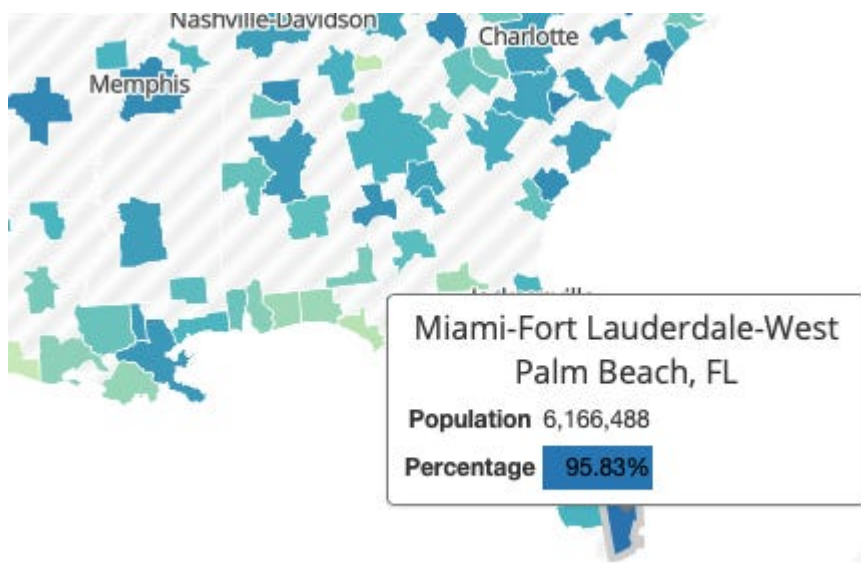 Nashville-Davidson
Charlotte
Memphis
Miami-Fort Lauderdale-West
Palm Beach, FL
Population 6,166,488
Percentage 95.83%